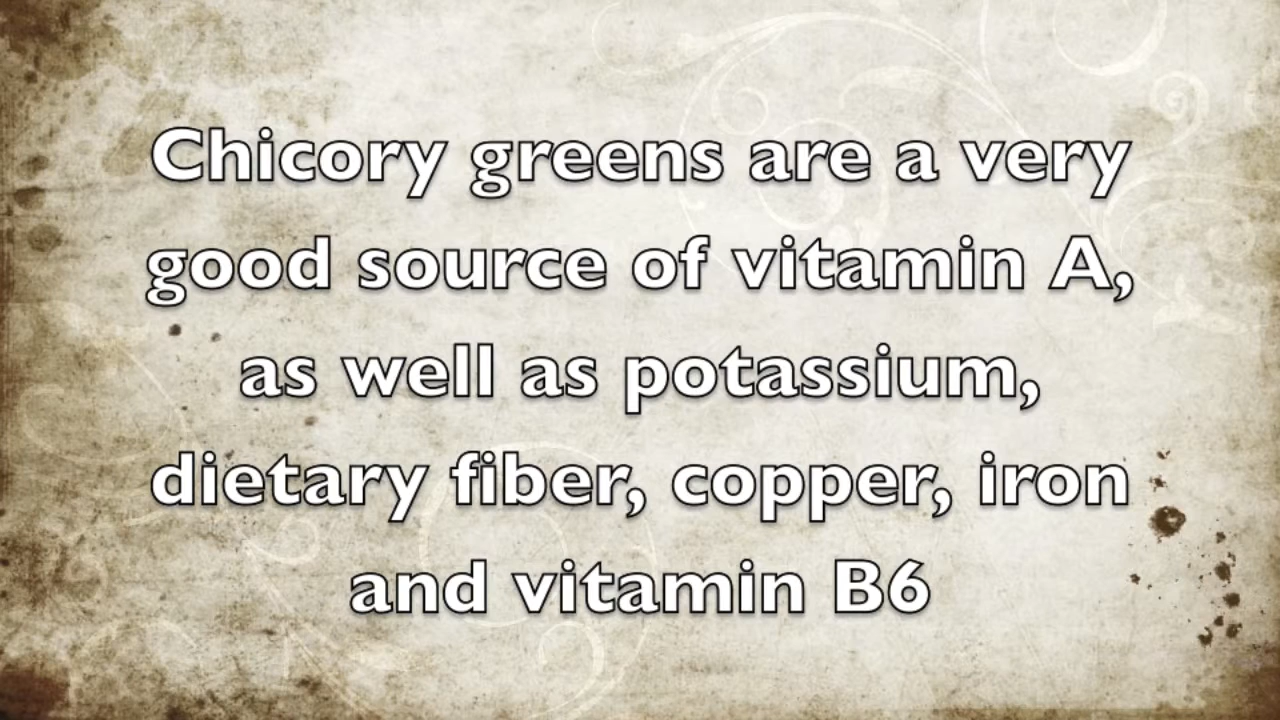 Chicory greens are a very
good source of vitamin A,
as well as potassium,
dietary fiber, copper, iron
and vitamin B6